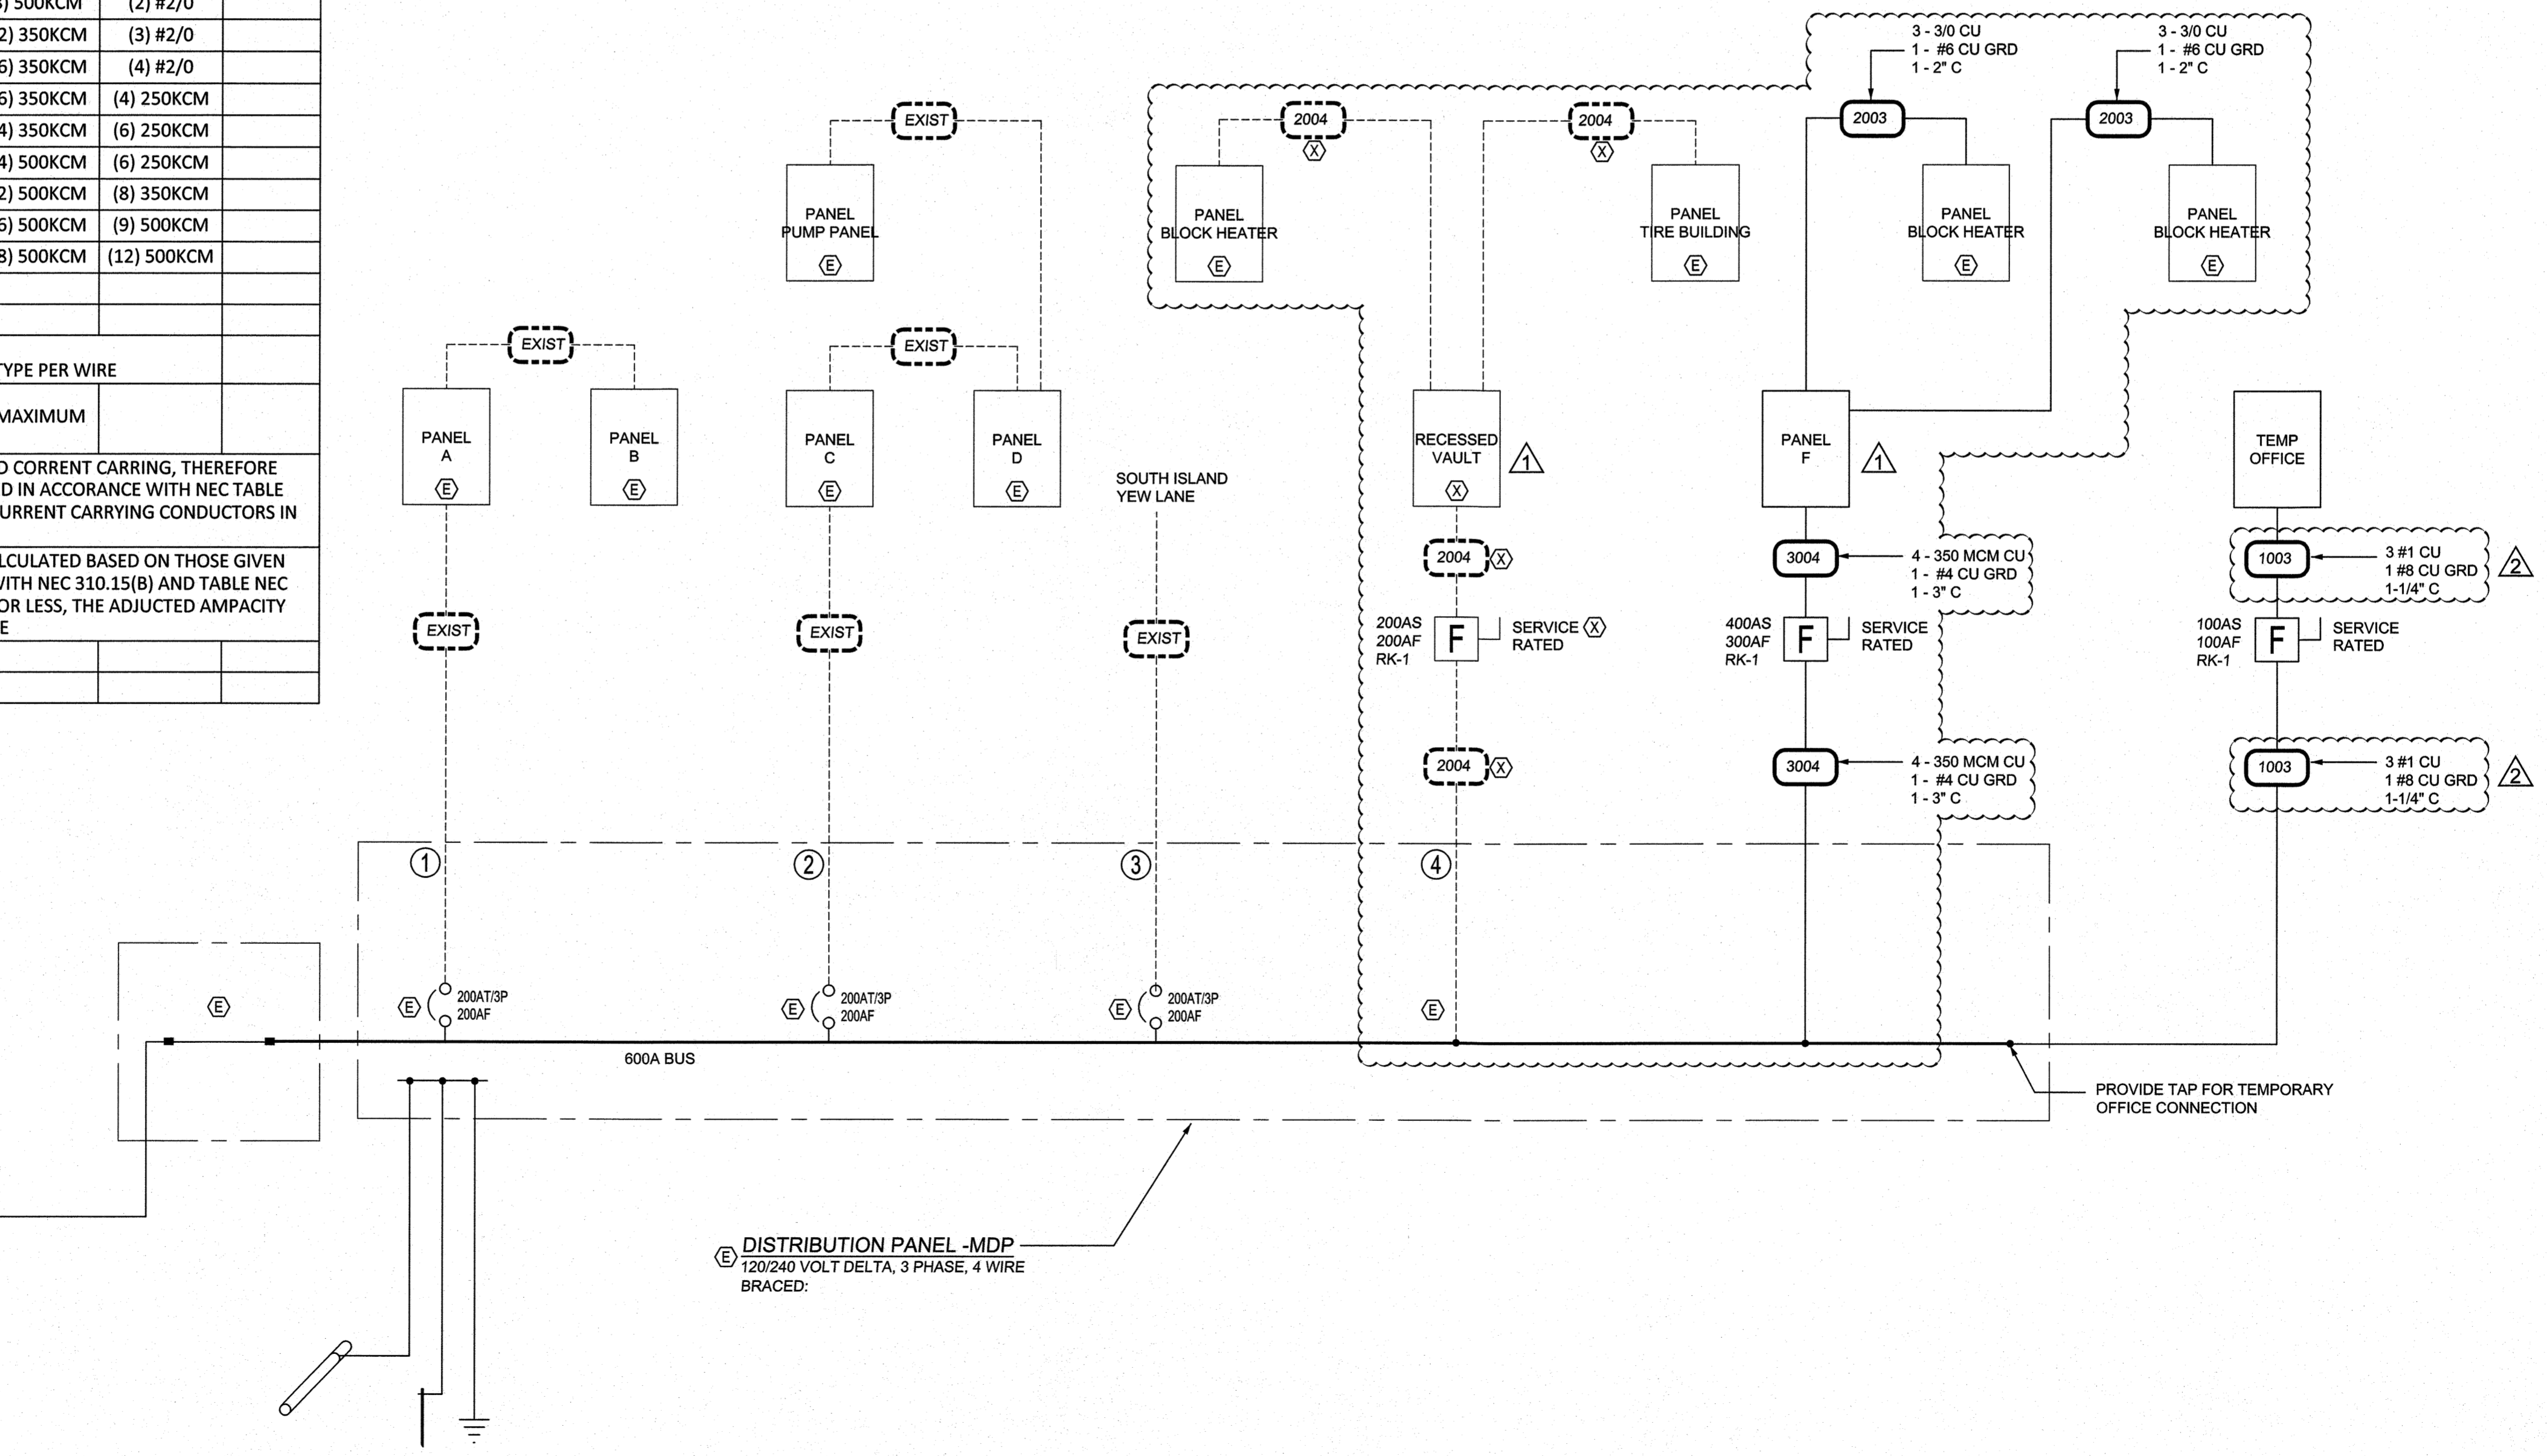 (2) #2/0
2) 350KCM (3) #2/0
6) 350KCM (4) #2/0
6) 350KCM (4) 250KCM
4) 350KCM (6) 250KCM
4) 500KCM (6) 250KCM
2) 500KCM (8) 350KCM
6) 500KCM (9) 500KCM
8) 500KCM (12) 500KCM
TYPE PER WIRE
MAXIMUM
D CORRENT CARRING, THEREFORE
D IN ACCORANCE WITH NEC TABLE
URRENT CARRYING CONDUCTORS IN
LCULATED BASED ON THOSE GIVEN
WITH NEC 310.15(B) AND TABLE NEC
OR LESS, THE ADJUCTED AMPACITY
E
3 - 3/0 CU
1 - #6 CU GRD
1 - 2" C
3 - 3/0 CU
1 - #6 CU GRD
1 - 2" C
EXIST
2004
X
2004
X
2003
2003
PANEL
PUMP PANEL
E
PANEL
BLOCK HEATER
E
PANEL
TIRE BUILDING
E
PANEL
BLOCK HEATER
E
PANEL
BLOCK HEATER
E
EXIST
EXIST
PANEL
A
E
PANEL
B
E
PANEL
C
E
PANEL
D
E
SOUTH ISLAND
YEW LANE
RECESSED
VAULT
X
1
PANEL
F
1
TEMP
OFFICE
2004
X
3004
4 - 350 MCM CU
1 - #4 CU GRD
1 - 3" C
1003
3 #1 CU
1 #8 CU GRD
1-1/4" C
2
EXIST
EXIST
EXIST
200AS
200AF
RK-1
F
SERVICE X
RATED
400AS
300AF
RK-1
F
SERVICE
RATED
100AS
100AF
RK-1
F
SERVICE
RATED
2004
X
3004
4 - 350 MCM CU
1 - #4 CU GRD
1 - 3" C
1003
3 #1 CU
1 #8 CU GRD
1-1/4" C
2
1
2
3
4
E
E
200AT/3P
200AF
E
200AT/3P
200AF
E
200AT/3P
200AF
E
600A BUS
PROVIDE TAP FOR TEMPORARY
OFFICE CONNECTION
E DISTRIBUTION PANEL -MDP
120/240 VOLT DELTA, 3 PHASE, 4 WIRE
BRACED: